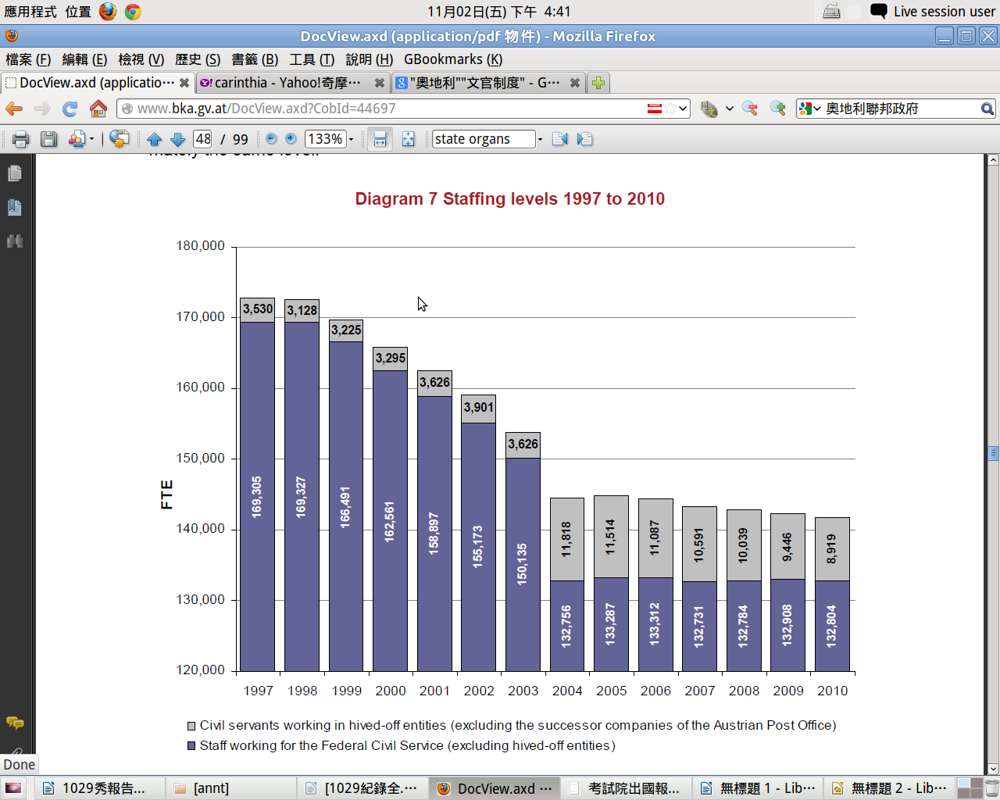 應用程式 位置 11月02日(五) 下午 4:41 Live session user
DocView.axd (application/pdf 物件) - Mozilla Firefox
檔案 (F) 編輯 (E) 檢視 (V) 歷史 (S) 書籤 (B) 工具 (T) 說明 (H) GBookmarks (K)
DocView.axd (applicatio··· carinthia - Yahoo!奇摩··· "奧地利""文官制度" - G···
www.bka.gv.at/DocView.axd?CobId=44697 奧地利聯邦政府
48 / 99 133% state organs
mately the same level.
Diagram 7 Staffing levels 1997 to 2010
180,000
170,000
160,000
150,000
140,000
130,000
120,000
FTE
3,530
3,128
3,225
3,295
3,626
3,901
3,626
11,818
11,514
11,087
10,591
10,039
9,446
8,919
169,305
169,327
166,491
162,561
158,897
155,173
150,135
132,756
133,287
133,312
132,731
132,784
132,908
132,804
1997 1998 1999 2000 2001 2002 2003 2004 2005 2006 2007 2008 2009 2010
Civil servants working in hived-off entities (excluding the successor companies of the Austrian Post Office)
Staff working for the Federal Civil Service (excluding hived-off entities)
Done
1029秀報告... [annt] [1029紀錄全.··· DocView.axd ··· 考試院出國報... 無標題 1 - Lib··· 無標題 2 - Lib···